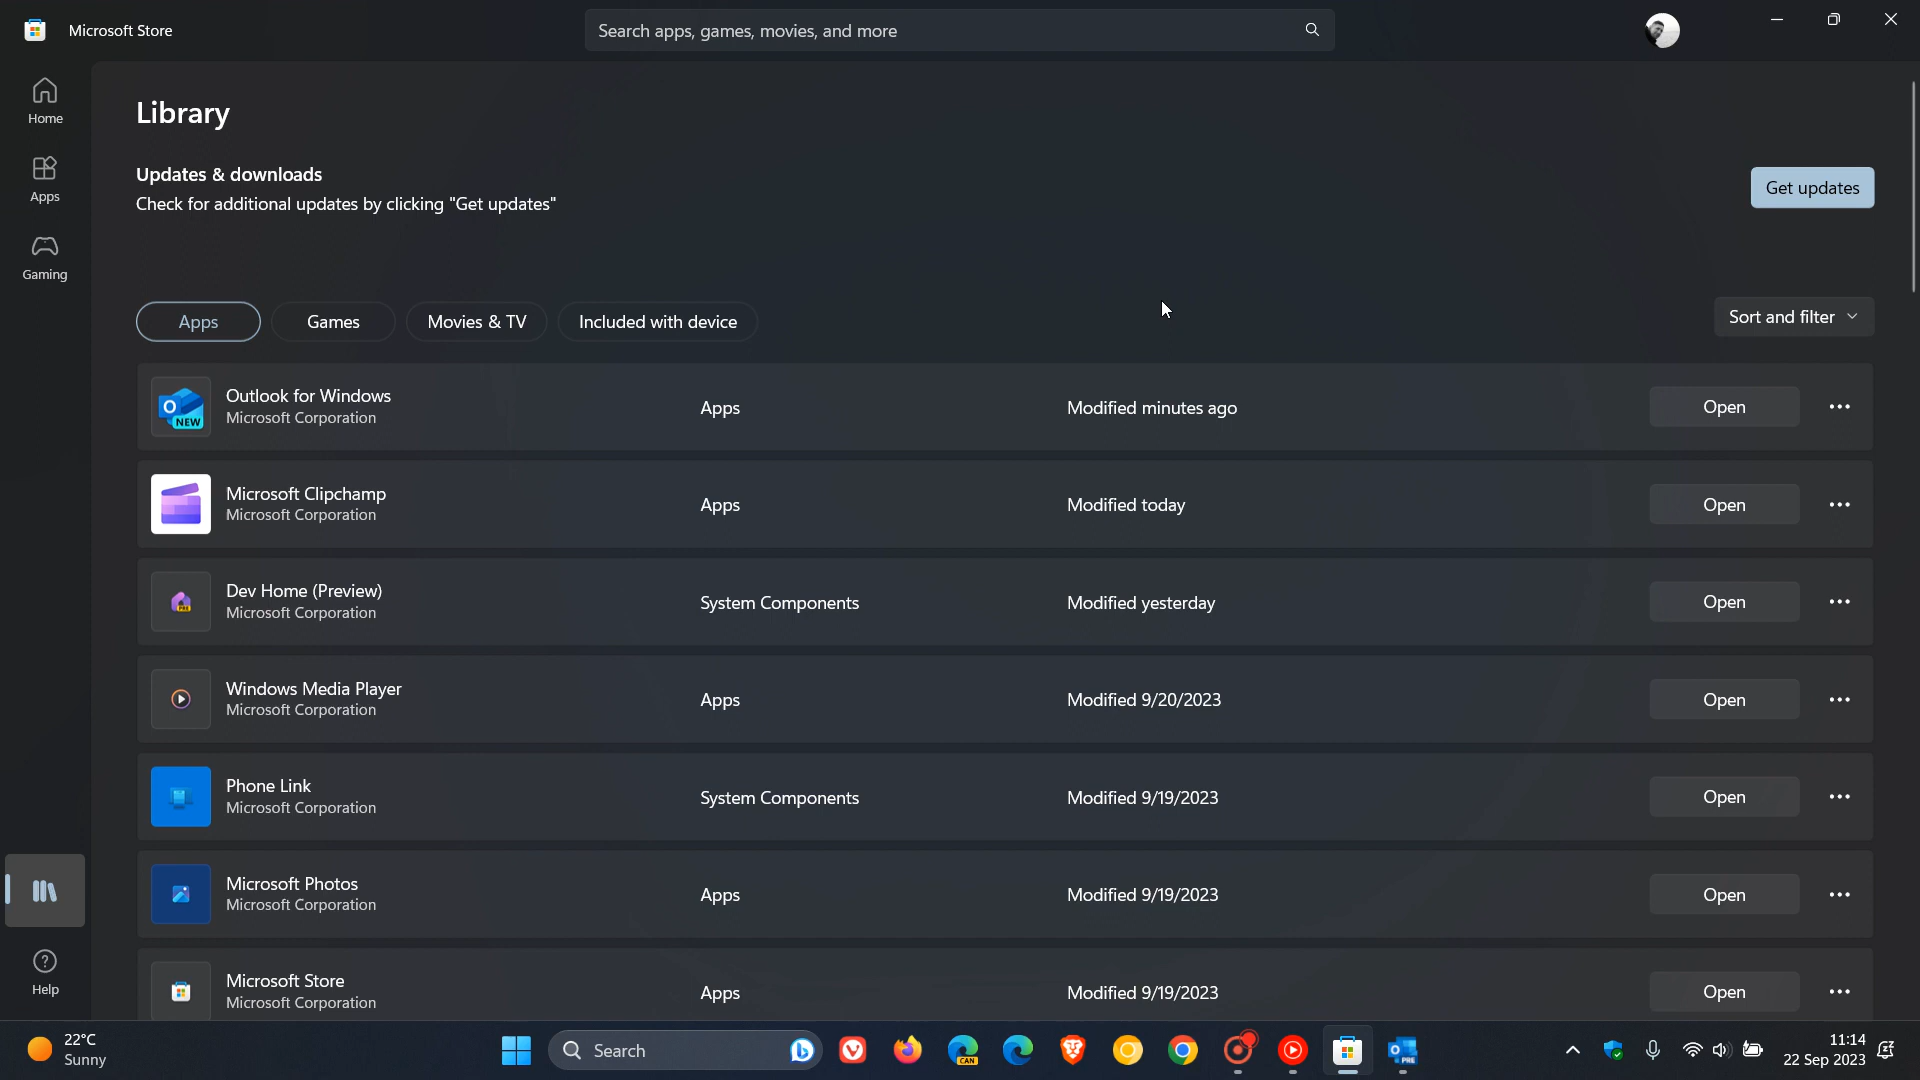 Microsoft Store
Search apps, games, movies, and more
Home
Apps
Gaming
Library
Updates & downloads
Check for additional updates by clicking "Get updates"
Get updates
Apps
Games
Movies & TV
Included with device
Sort and filter
NEW
Outlook for Windows
Microsoft Corporation
Apps
Modified minutes ago
Open
Microsoft Clipchamp
Microsoft Corporation
Apps
Modified today
Open
PRE
Dev Home (Preview)
Microsoft Corporation
System Components
Modified yesterday
Open
Windows Media Player
Microsoft Corporation
Apps
Modified 9/20/2023
Open
Phone Link
Microsoft Corporation
System Components
Modified 9/19/2023
Open
Microsoft Photos
Microsoft Corporation
Apps
Modified 9/19/2023
Open
Microsoft Store
Microsoft Corporation
Apps
Modified 9/19/2023
Open
Help
22°C
Sunny
Search
CAN
PRE
11:14
22 Sep 2023